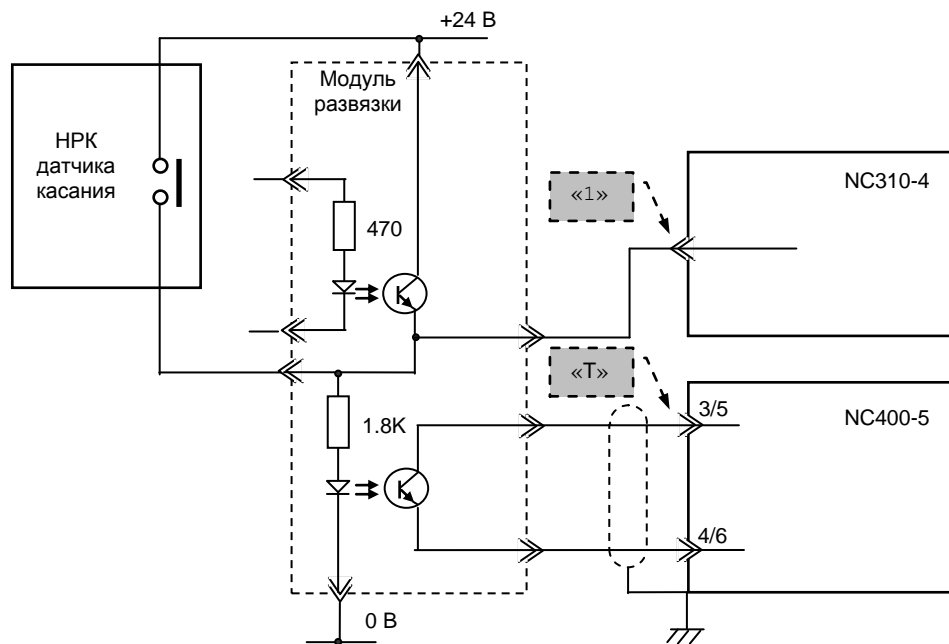 +24 В
Модуль
развязки
НРК
датчика
касания
470
«1»
NC310-4
«Т»
1.8K
3/5
NC400-5
4/6
0 В